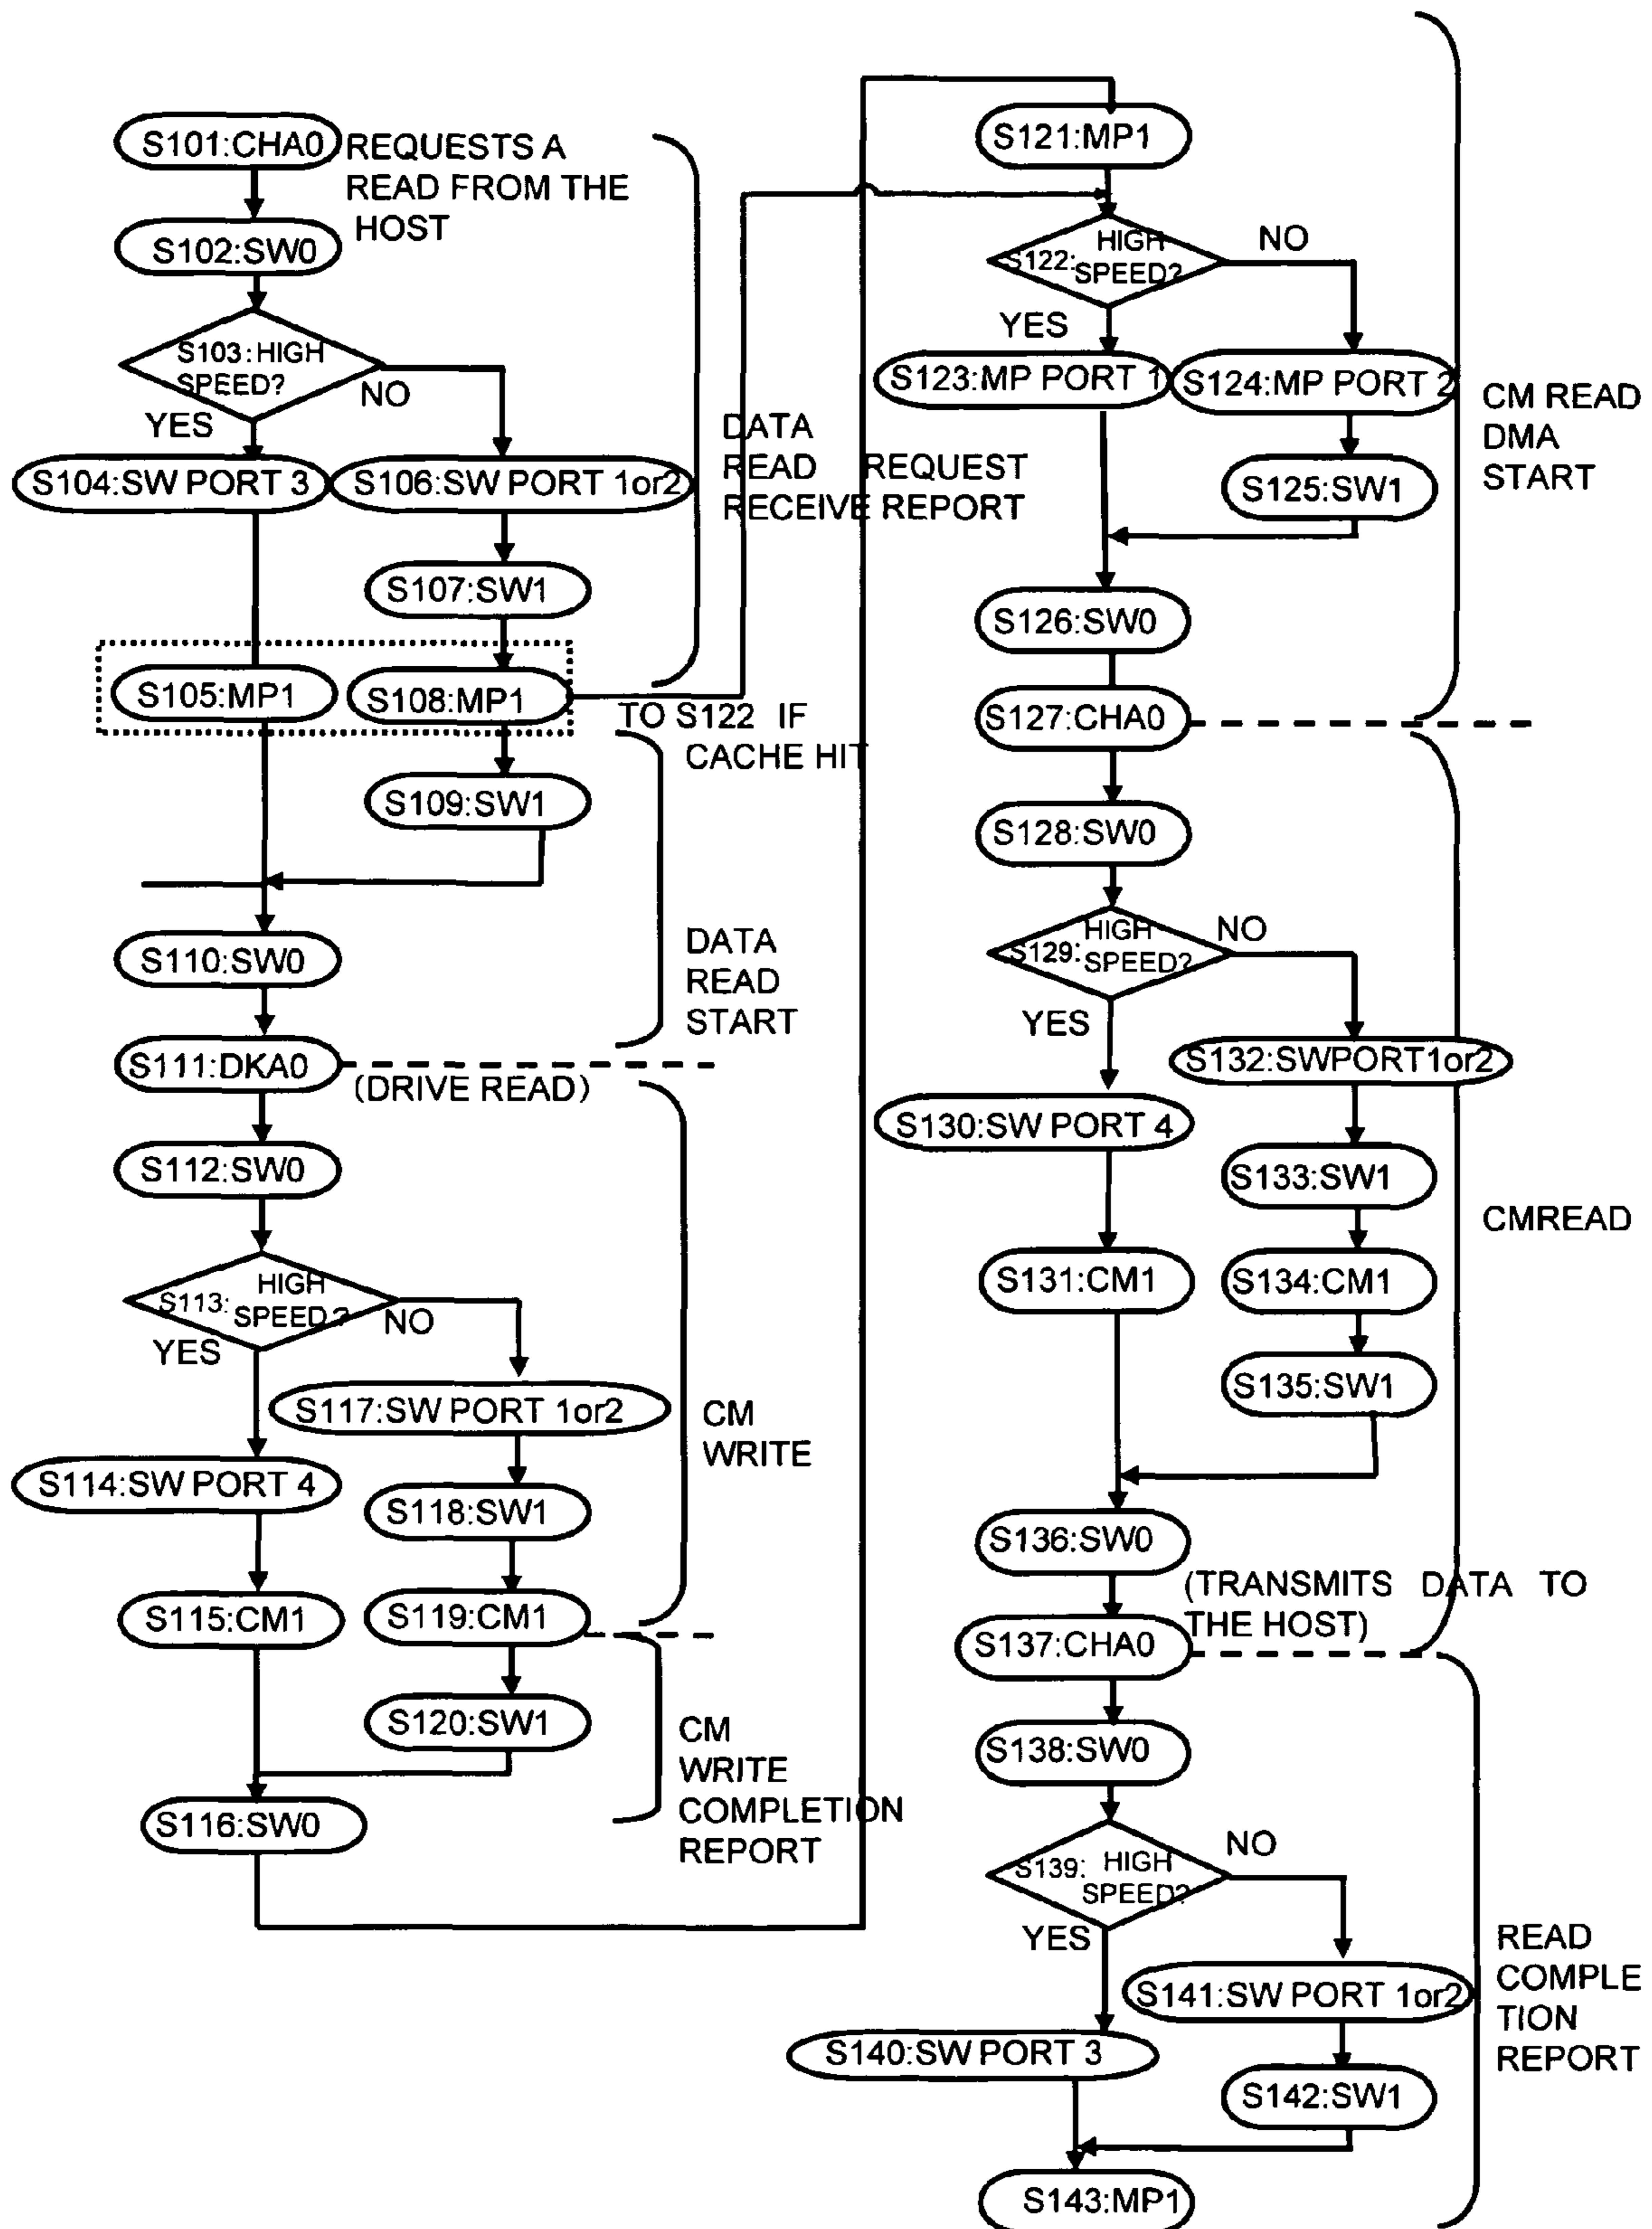 S101:CHA0
REQUESTS A
READ FROM THE
HOST
S102:SW0
S103:HIGH
SPEED?
NO
YES
S104:SW PORT 3
S106:SW PORT 1or2
DATA
READ REQUEST
RECEIVE REPORT
S107:SW1
S105:MP1
S108:MP1
TO S122 IF
CACHE HIT
S109:SW1
S110:SW0
DATA
READ
START
S111:DKA0
(DRIVE READ)
S112:SW0
S113: HIGH
SPEED?
NO
YES
S117:SW PORT 1or2
CM
WRITE
S114:SW PORT 4
S118:SW1
S115:CM1
S119:CM1
S120:SW1
CM
WRITE
COMPLETION
REPORT
S116:SW0
S121:MP1
S122: HIGH
SPEED?
NO
YES
S123:MP PORT 1
S124:MP PORT 2
CM READ
DMA
START
S125:SW1
S126:SW0
S127:CHA0
S128:SW0
S129: HIGH
SPEED?
NO
YES
S132:SWPORT1or2
S130:SW PORT 4
S133:SW1
CMREAD
S131:CM1
S134:CM1
S135:SW1
S136:SW0
(TRANSMITS DATA TO
THE HOST)
S137:CHA0
S138:SW0
S139: HIGH
SPEED?
NO
YES
S141:SW PORT 1or2
READ
COMPLE
TION
REPORT
S140:SW PORT 3
S142:SW1
S143:MP1